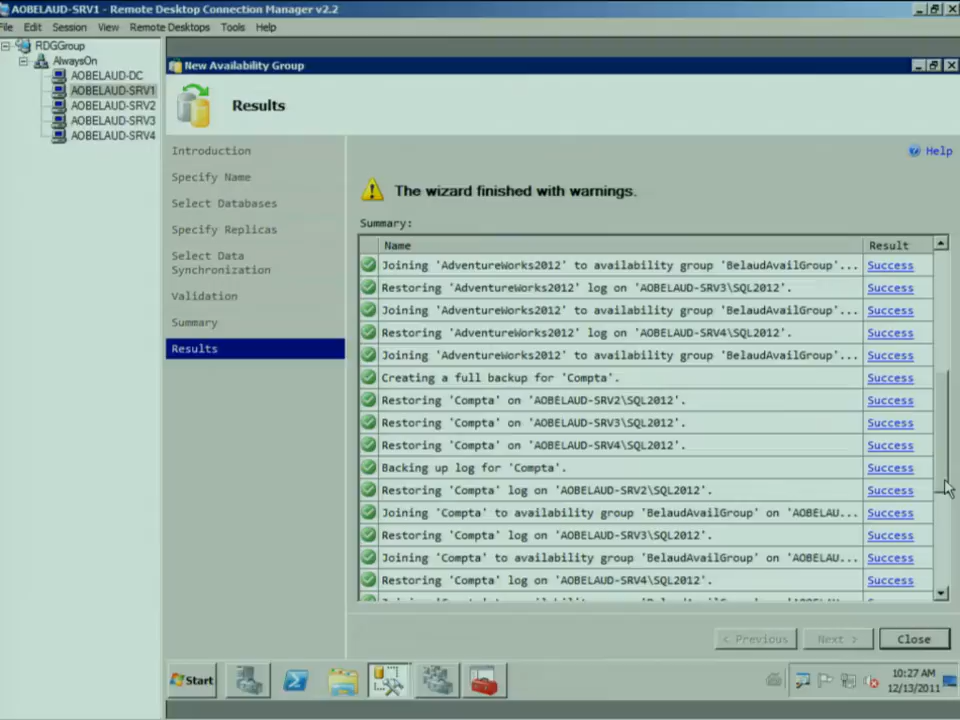 AOBELAUD-SRV1 - Remote Desktop Connection Manager v2.2
File Edit Session View Remote Desktops Tools Help
RDGGroup
AlwaysOn
AOBELAUD-DC
AOBELAUD-SRV1
AOBELAUD-SRV2
AOBELAUD-SRV3
AOBELAUD-SRV4
New Availability Group
Results
Help
Introduction
Specify Name
Select Databases
Specify Replicas
Select Data
Synchronization
Validation
Summary
Results
The wizard finished with warnings.
Summary:
Name Result
Joining 'AdventureWorks2012' to availability group 'BelaudAvailGroup'... Success
Restoring 'AdventureWorks2012' log on 'AOBELAUD-SRV3\SQL2012'. Success
Joining 'AdventureWorks2012' to availability group 'BelaudAvailGroup'... Success
Restoring 'AdventureWorks2012' log on 'AOBELAUD-SRV4\SQL2012'. Success
Joining 'AdventureWorks2012' to availability group 'BelaudAvailGroup'... Success
Creating a full backup for 'Compta'. Success
Restoring 'Compta' on 'AOBELAUD-SRV2\SQL2012'. Success
Restoring 'Compta' on 'AOBELAUD-SRV3\SQL2012'. Success
Restoring 'Compta' on 'AOBELAUD-SRV4\SQL2012'. Success
Backing up log for 'Compta'. Success
Restoring 'Compta' log on 'AOBELAUD-SRV2\SQL2012'. Success
Joining 'Compta' to availability group 'BelaudAvailGroup' on 'AOBELAU... Success
Restoring 'Compta' log on 'AOBELAUD-SRV3\SQL2012'. Success
Joining 'Compta' to availability group 'BelaudAvailGroup' on 'AOBELAU... Success
Restoring 'Compta' log on 'AOBELAUD-SRV4\SQL2012'. Success
< Previous Next > Close
Start
10:27 AM
12/13/2011